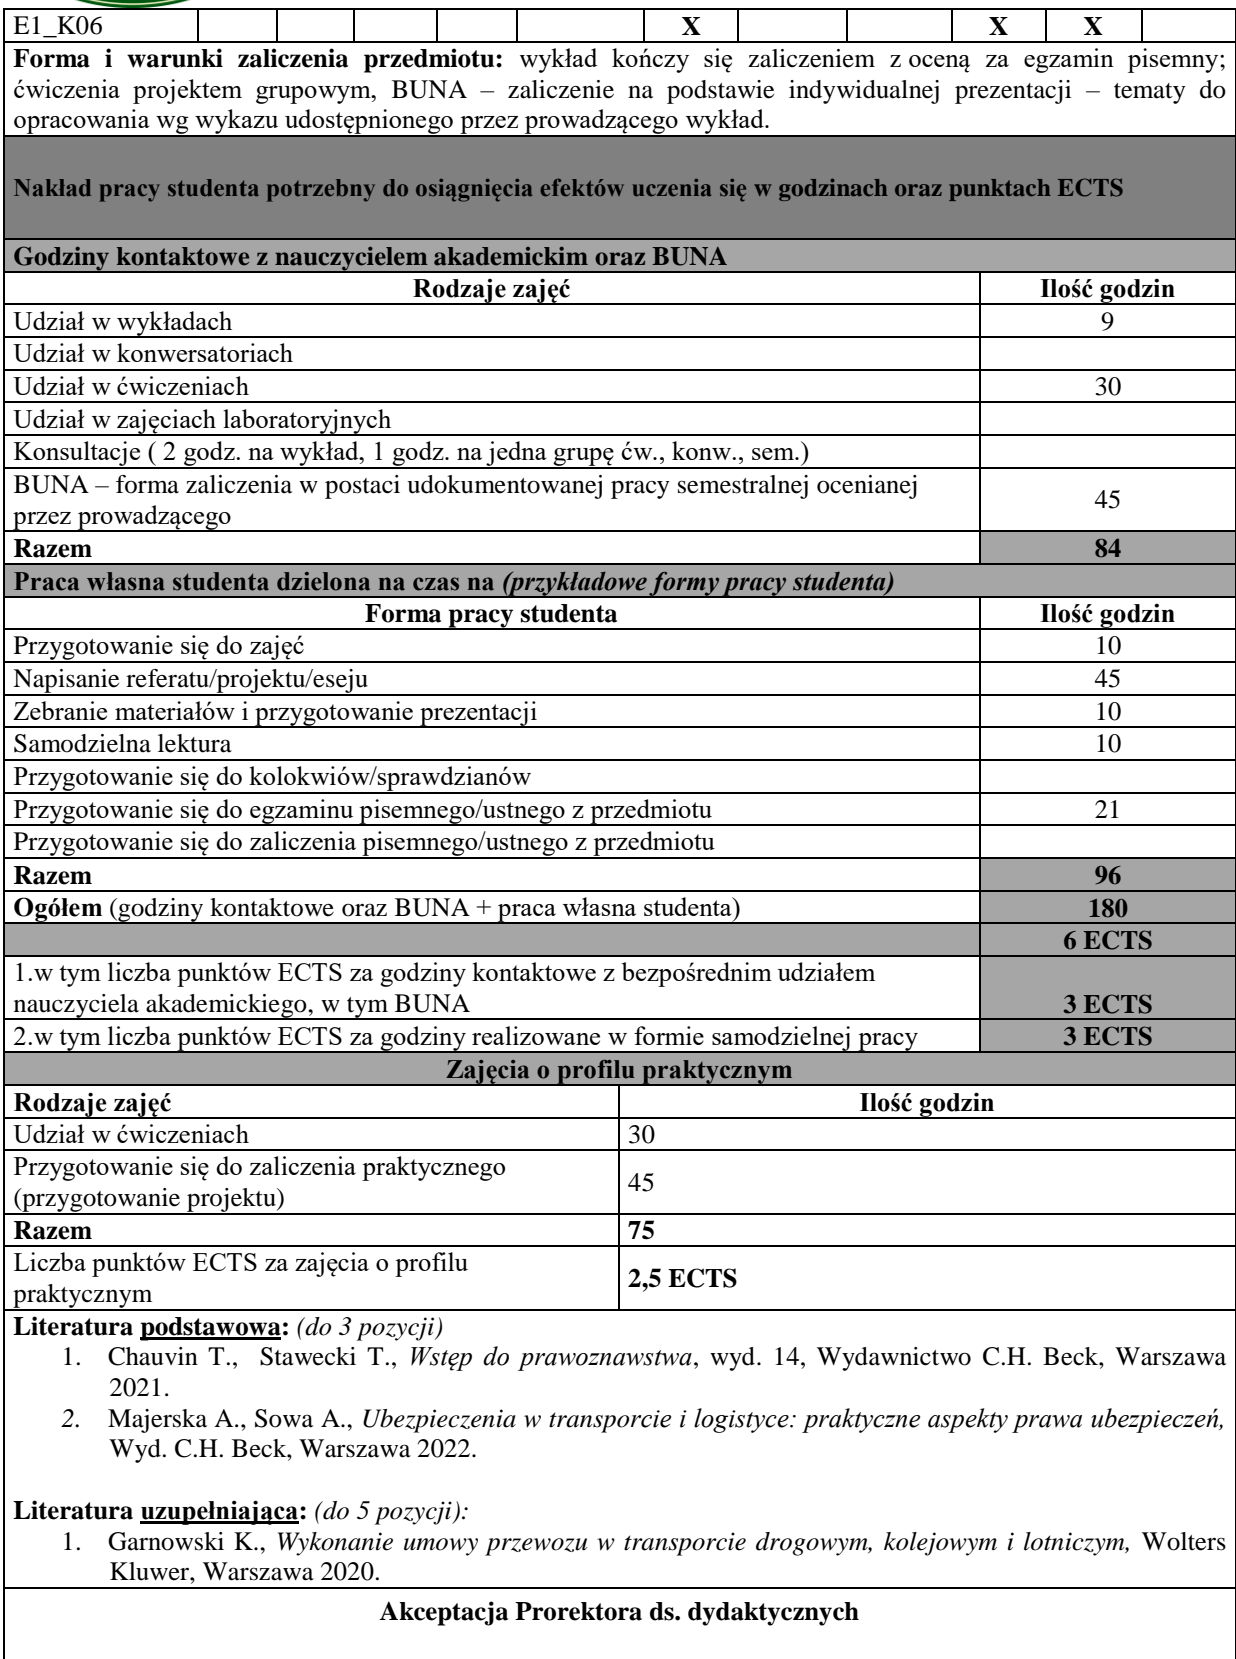 E1_K06 X X X
Forma i warunki zaliczenia przedmiotu: wykład kończy się zaliczeniem z oceną za egzamin pisemny;
ćwiczenia projektem grupowym, BUNA – zaliczenie na podstawie indywidualnej prezentacji – tematy do
opracowania wg wykazu udostępnionego przez prowadzącego wykład.
Nakład pracy studenta potrzebny do osiągnięcia efektów uczenia się w godzinach oraz punktach ECTS
Godziny kontaktowe z nauczycielem akademickim oraz BUNA
Rodzaje zajęć Ilość godzin
Udział w wykładach 9
Udział w konwersatoriach
Udział w ćwiczeniach 30
Udział w zajęciach laboratoryjnych
Konsultacje ( 2 godz. na wykład, 1 godz. na jedna grupę ćw., konw., sem.)
BUNA – forma zaliczenia w postaci udokumentowanej pracy semestralnej ocenianej
przez prowadzącego 45
Razem 84
Praca własna studenta dzielona na czas na (przykładowe formy pracy studenta)
Forma pracy studenta Ilość godzin
Przygotowanie się do zajęć 10
Napisanie referatu/projektu/eseju 45
Zebranie materiałów i przygotowanie prezentacji 10
Samodzielna lektura 10
Przygotowanie się do kolokwiów/sprawdzianów
Przygotowanie się do egzaminu pisemnego/ustnego z przedmiotu 21
Przygotowanie się do zaliczenia pisemnego/ustnego z przedmiotu
Razem 96
Ogółem (godziny kontaktowe oraz BUNA + praca własna studenta) 180
6 ECTS
1.w tym liczba punktów ECTS za godziny kontaktowe z bezpośrednim udziałem
nauczyciela akademickiego, w tym BUNA 3 ECTS
2.w tym liczba punktów ECTS za godziny realizowane w formie samodzielnej pracy 3 ECTS
Zajęcia o profilu praktycznym
Rodzaje zajęć Ilość godzin
Udział w ćwiczeniach 30
Przygotowanie się do zaliczenia praktycznego
(przygotowanie projektu) 45
Razem 75
Liczba punktów ECTS za zajęcia o profilu
praktycznym 2,5 ECTS
Literatura podstawowa: (do 3 pozycji)
1. Chauvin T., Stawecki T., Wstęp do prawoznawstwa, wyd. 14, Wydawnictwo C.H. Beck, Warszawa
2021.
2. Majerska A., Sowa A., Ubezpieczenia w transporcie i logistyce: praktyczne aspekty prawa ubezpieczeń,
Wyd. C.H. Beck, Warszawa 2022.
Literatura uzupełniająca: (do 5 pozycji):
1. Garnowski K., Wykonanie umowy przewozu w transporcie drogowym, kolejowym i lotniczym, Wolters
Kluwer, Warszawa 2020.
Akceptacja Prorektora ds. dydaktycznych